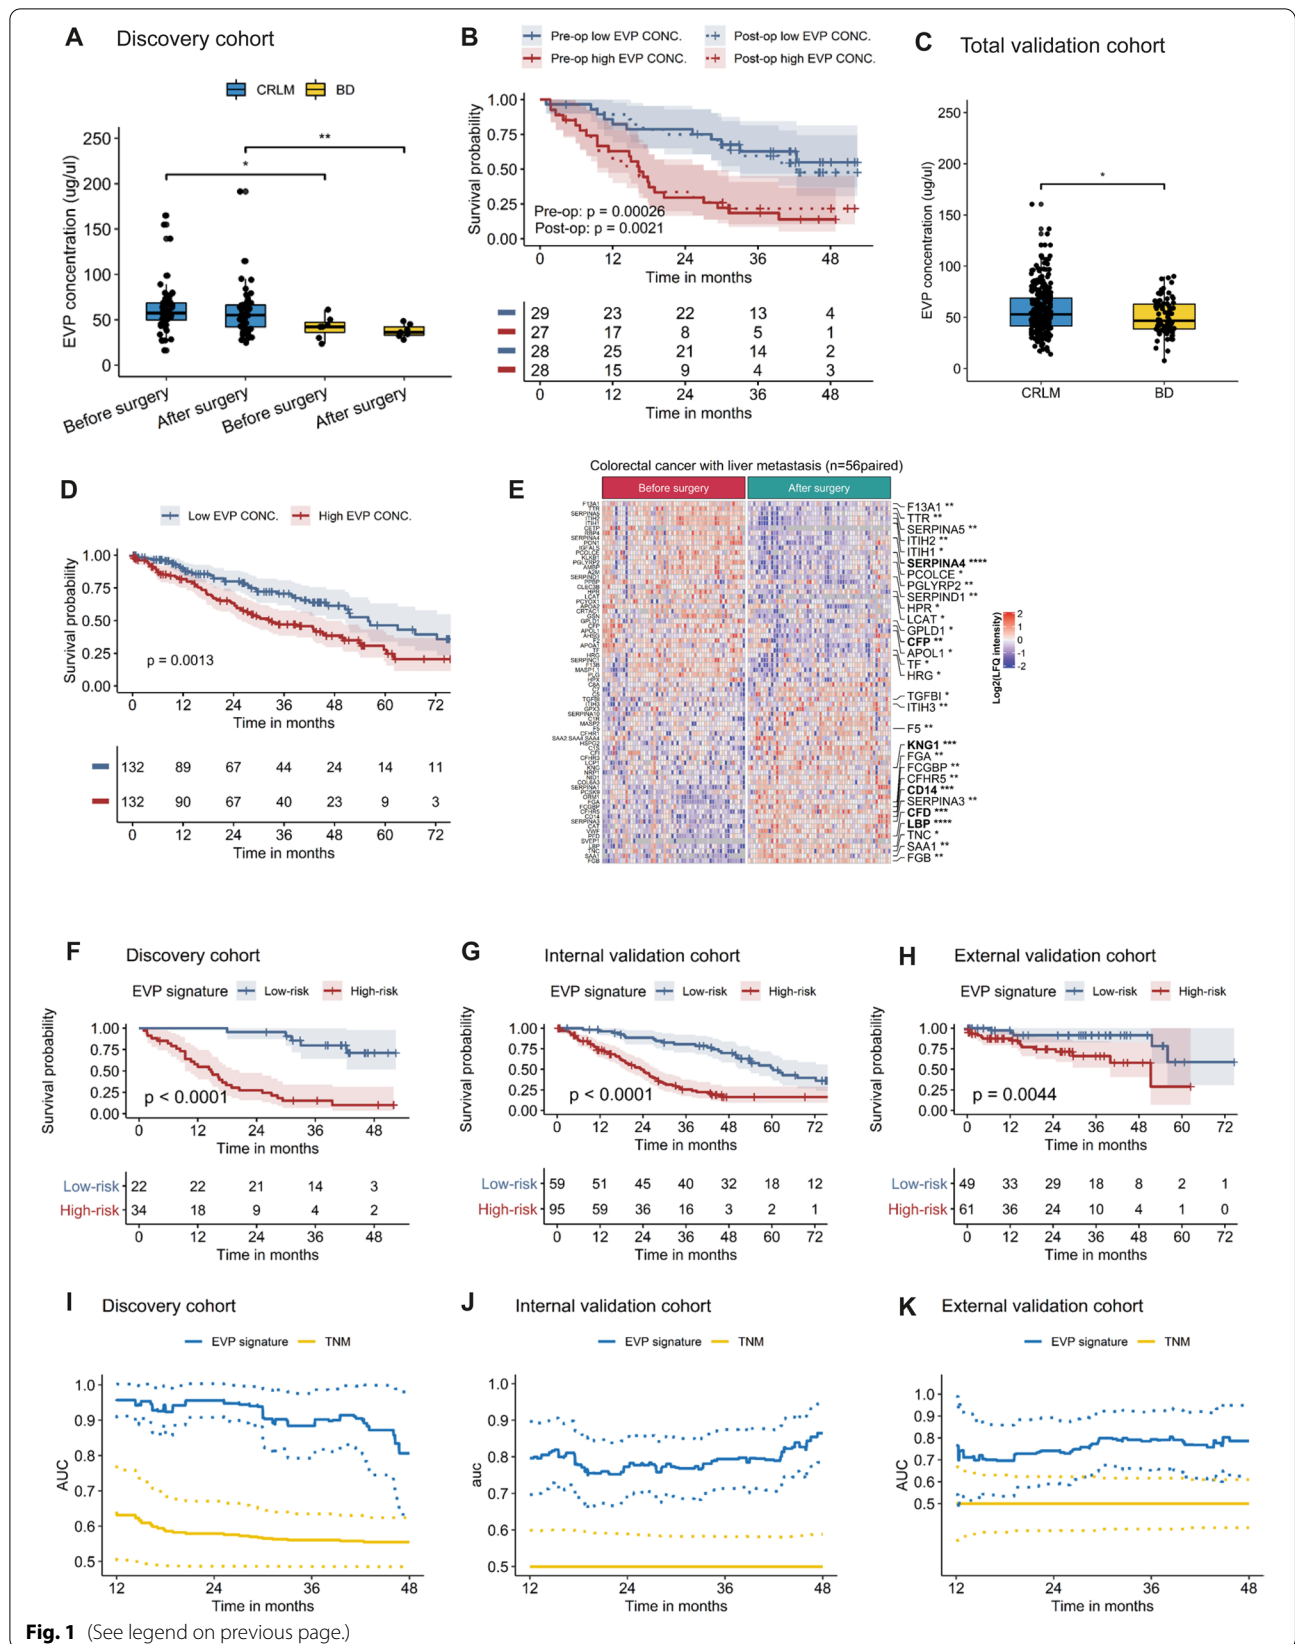 A Discovery cohort
CRLM BD
EVP concentration (ug/ul)
250
200
150
100
50
0
**
*
Before surgery After surgery Before surgery After surgery
B
Pre-op low EVP CONC. Post-op low EVP CONC.
Pre-op high EVP CONC. Post-op high EVP CONC.
Survival probability
1.00
0.75
0.50
0.25
0.00
Pre-op: p = 0.00026
Post-op: p = 0.0021
0 12 24 36 48
Time in months
29 23 22 13 4
27 17 8 5 1
28 25 21 14 2
28 15 9 4 3
0 12 24 36 48
Time in months
C Total validation cohort
EVP concentration (ug/ul)
250
200
150
100
50
0
*
CRLM BD
D
Low EVP CONC. High EVP CONC.
Survival probability
1.00
0.75
0.50
0.25
0.00
p = 0.0013
0 12 24 36 48 60 72
Time in months
132 89 67 44 24 14 11
132 90 67 40 23 9 3
0 12 24 36 48 60 72
Time in months
E
Colorectal cancer with liver metastasis (n=56paired)
Before surgery After surgery
F13A1 **
TTR **
SERPINA5 **
ITIH2 **
ITIH1 *
SERPINA4 ****
PCOLCE *
PGLYRP2 **
SERPIND1 **
HPR *
LCAT *
GPLD1 *
CFP **
APOL1 *
TF *
HRG *
TGFBI *
ITIH3 **
F5 **
KNG1 ***
FGA **
FCGBP **
CFHR5 **
CD14 ***
SERPINA3 **
CFD ***
LBP ****
TNC *
SAA1 **
FGB **
Log2(LFQ intensity)
2
1
0
-1
-2
F Discovery cohort
EVP signature Low-risk High-risk
Survival probability
1.00
0.75
0.50
0.25
0.00
p < 0.0001
0 12 24 36 48
Time in months
Low-risk 22 22 21 14 3
High-risk 34 18 9 4 2
0 12 24 36 48
Time in months
G Internal validation cohort
EVP signature Low-risk High-risk
Survival probability
1.00
0.75
0.50
0.25
0.00
p < 0.0001
0 12 24 36 48 60 72
Time in months
Low-risk 59 51 45 40 32 18 12
High-risk 95 59 36 16 3 2 1
0 12 24 36 48 60 72
Time in months
H External validation cohort
EVP signature Low-risk High-risk
Survival probability
1.00
0.75
0.50
0.25
0.00
p = 0.0044
0 12 24 36 48 60 72
Time in months
Low-risk 49 33 29 18 8 2 1
High-risk 61 36 24 10 4 1 0
0 12 24 36 48 60 72
Time in months
I Discovery cohort
EVP signature TNM
AUC
1.0
0.9
0.8
0.7
0.6
0.5
12 24 36 48
Time in months
J Internal validation cohort
EVP signature TNM
auc
1.0
0.9
0.8
0.7
0.6
0.5
12 24 36 48
Time in months
K External validation cohort
EVP signature TNM
AUC
1.0
0.9
0.8
0.7
0.6
0.5
12 24 36 48
Time in months
Fig. 1 (See legend on previous page.)